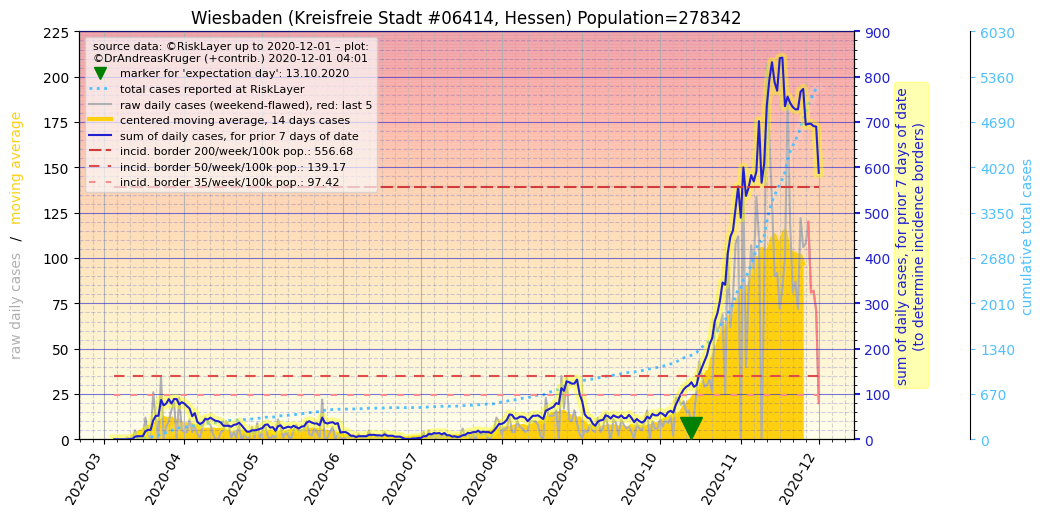 Wiesbaden (Kreisfreie Stadt #06414, Hessen) Population=278342
source data: ©RiskLayer up to 2020-12-01 – plot:
©DrAndreasKruger (+contrib.) 2020-12-01 04:01
marker for 'expectation day': 13.10.2020
total cases reported at RiskLayer
raw daily cases (weekend-flawed), red: last 5
centered moving average, 14 days cases
sum of daily cases, for prior 7 days of date
incid. border 200/week/100k pop.: 556.68
incid. border 50/week/100k pop.: 139.17
incid. border 35/week/100k pop.: 97.42
raw daily cases / moving average
225
200
175
150
125
100
75
50
25
0
2020-03
2020-04
2020-05
2020-06
2020-07
2020-08
2020-09
2020-10
2020-11
2020-12
900
800
700
600
500
400
300
200
100
0
sum of daily cases, for prior 7 days of date
(to determine incidence borders)
6030
5360
4690
4020
3350
2680
2010
1340
670
0
cumulative total cases